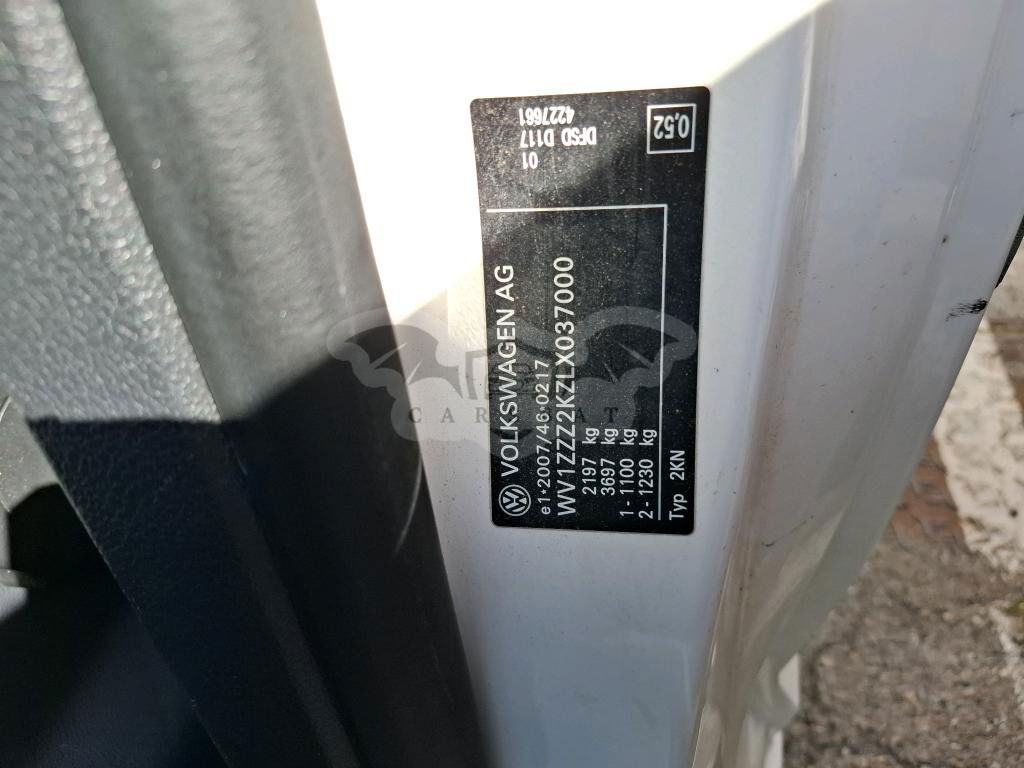 VOLKSWAGEN AG
e1*2007/46*0217
WV1ZZZ2KZLX037000
2197 kg
3697 kg
1 - 1100 kg
2 - 1230 kg
Typ 2KN
01
DFSD D117
4227661
0,52